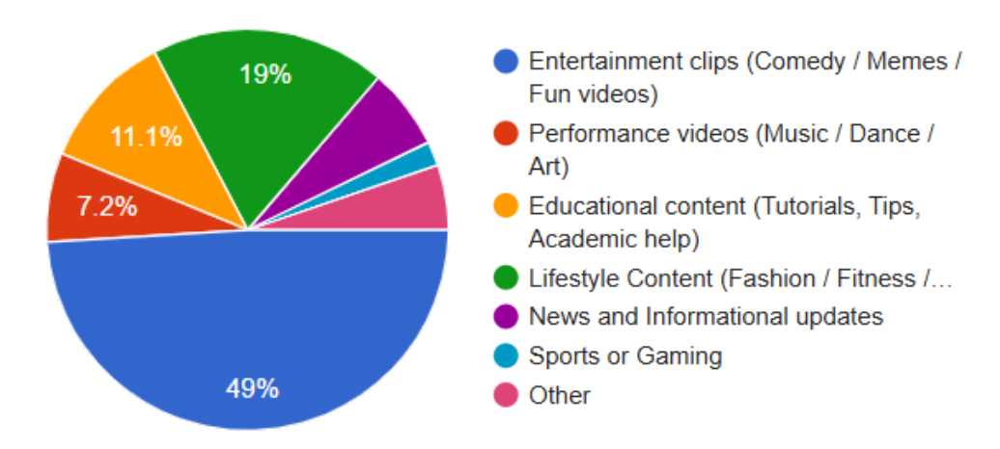 19%
11.1%
7.2%
49%
Entertainment clips (Comedy / Memes /
Fun videos)
Performance videos (Music / Dance /
Art)
Educational content (Tutorials, Tips,
Academic help)
Lifestyle Content (Fashion / Fitness /...
News and Informational updates
Sports or Gaming
Other